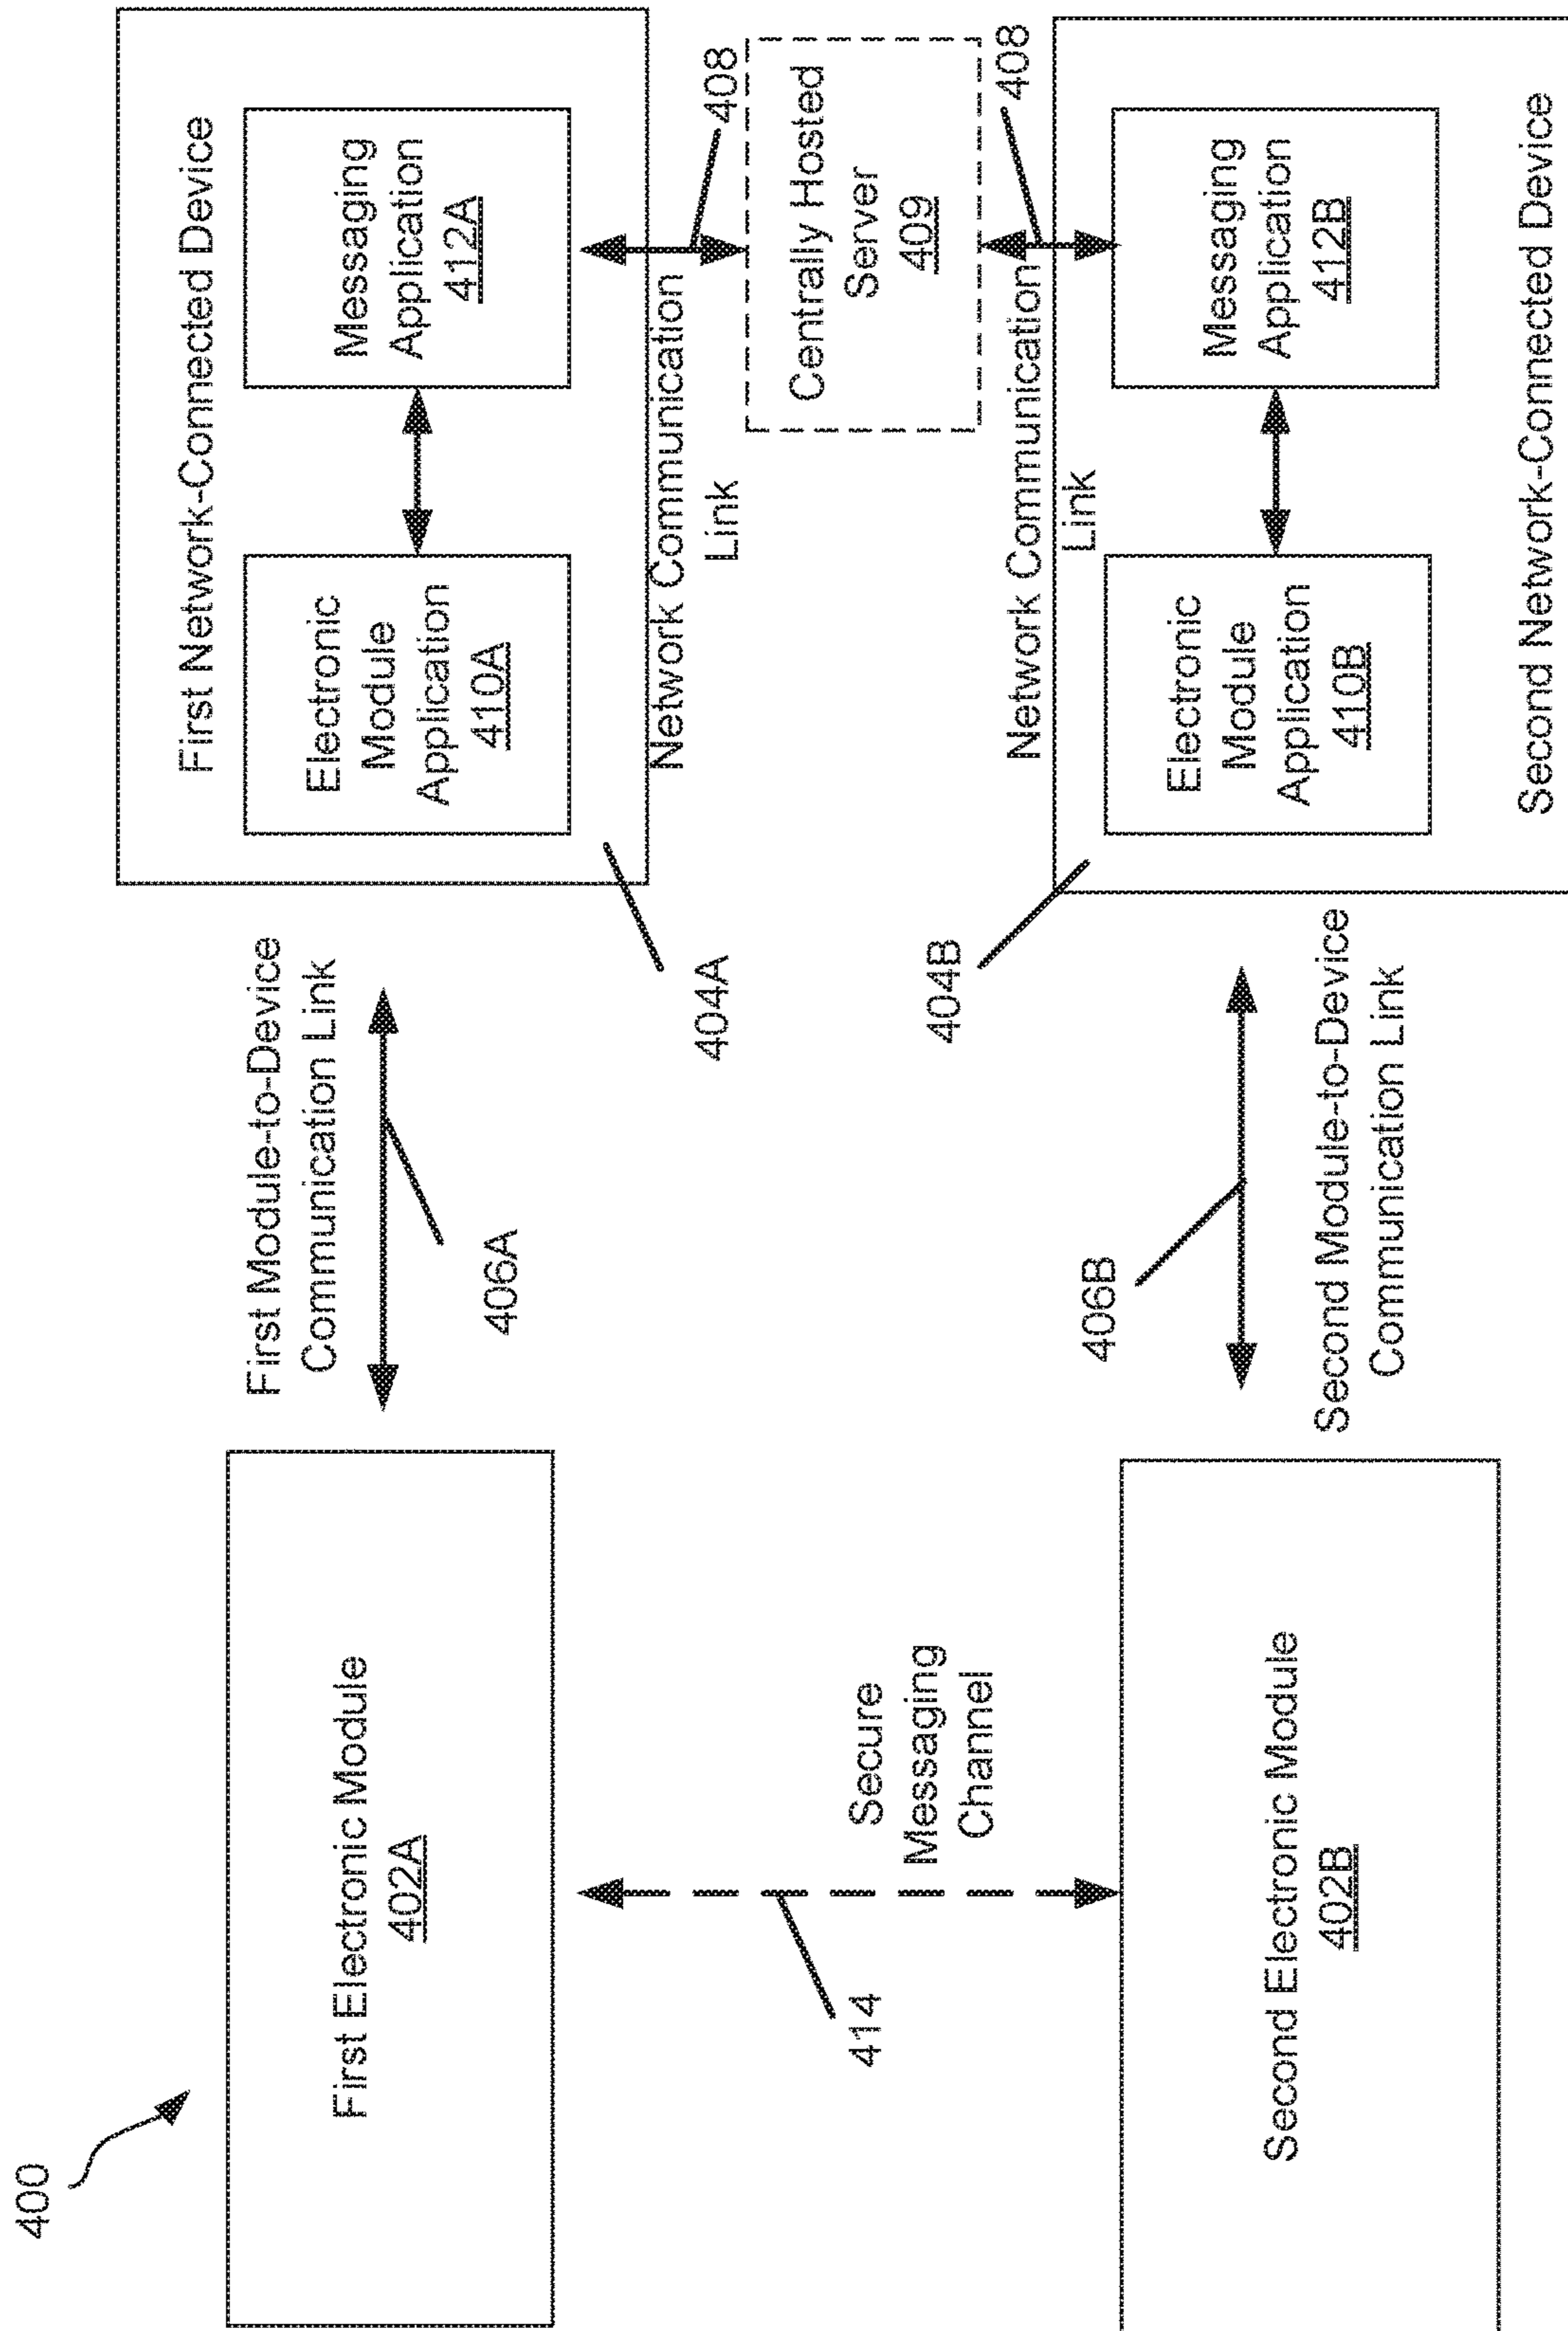 400
First Electronic Module
402A
First Module-to-Device
Communication Link
406A
First Network-Connected Device
Electronic
Module
Application
410A
Messaging
Application
412A
404A
Network Communication
Link
408
Centrally Hosted
Server
409
408
Network Communication
Link
414
Secure
Messaging
Channel
Second Electronic Module
402B
406B
Second Module-to-Device
Communication Link
404B
Electronic
Module
Application
410B
Messaging
Application
412B
Second Network-Connected Device